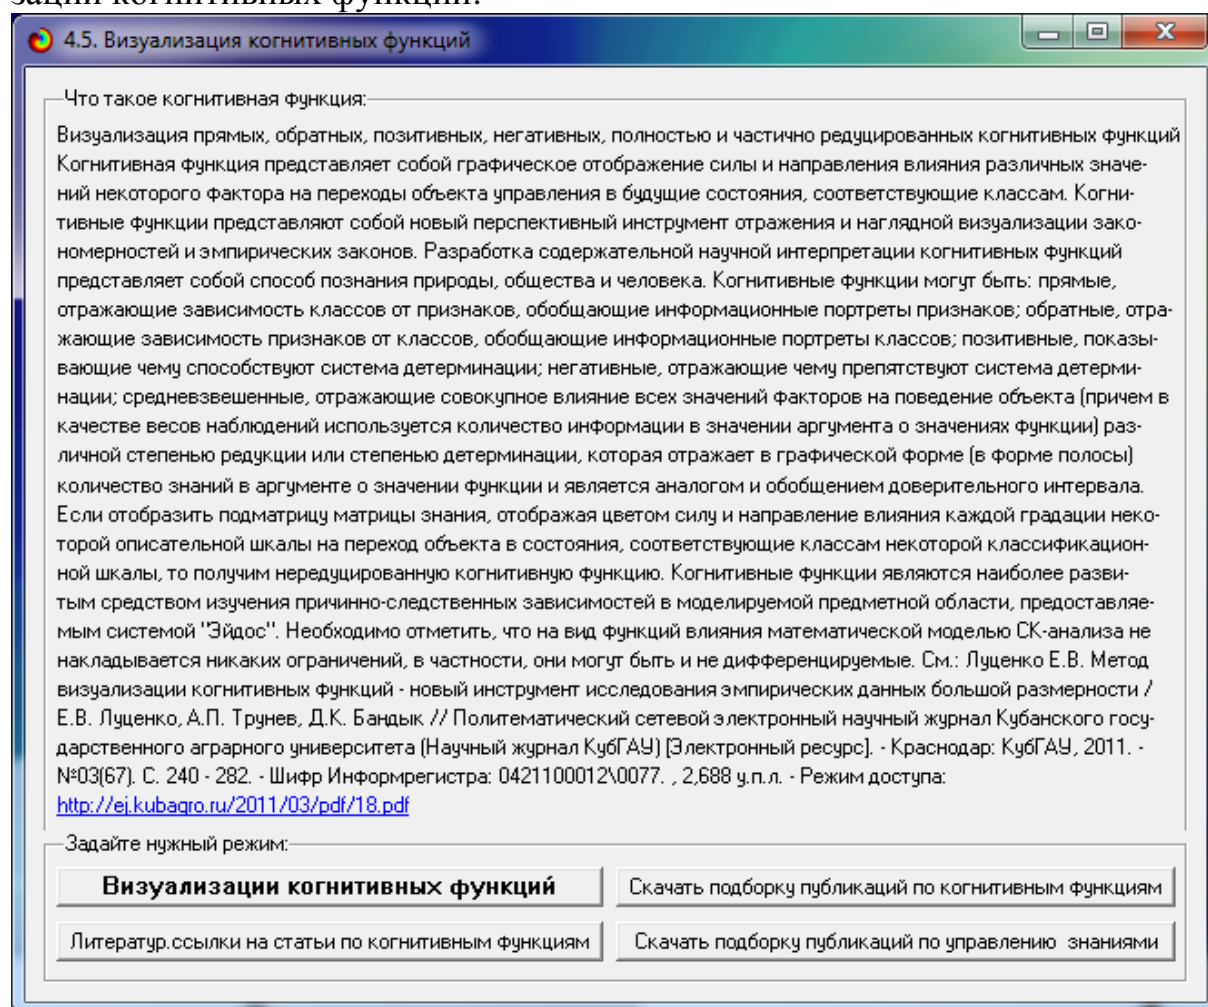 зации когнитивных функций.
4.5. Визуализация когнитивных функций
Что такое когнитивная функция:
Визуализация прямых, обратных, позитивных, негативных, полностью и частично редуцированных когнитивных функций
Когнитивная функция представляет собой графическое отображение силы и направления влияния различных значе-
ний некоторого фактора на переходы объекта управления в будущие состояния, соответствующие классам. Когни-
тивные функции представляют собой новый перспективный инструмент отражения и наглядной визуализации зако-
номерностей и эмпирических законов. Разработка содержательной научной интерпретации когнитивных функций
представляет собой способ познания природы, общества и человека. Когнитивные функции могут быть: прямые,
отражающие зависимость классов от признаков, обобщающие информационные портреты признаков; обратные, отра-
жающие зависимость признаков от классов, обобщающие информационные портреты классов; позитивные, показы-
вающие чему способствуют система детерминации; негативные, отражающие чему препятствуют система детерми-
нации; средневзвешенные, отражающие совокупное влияние всех значений факторов на поведение объекта (причем в
качестве весов наблюдений используется количество информации в значении аргумента о значениях функции) раз-
личной степенью редукции или степенью детерминации, которая отражает в графической форме (в форме полосы)
количество знаний в аргументе о значении функции и является аналогом и обобщением доверительного интервала.
Если отобразить подматрицу матрицы знания, отображая цветом силу и направление влияния каждой градации неко-
торой описательной шкалы на переход объекта в состояния, соответствующие классам некоторой классификацион-
ной шкалы, то получим нередуцированную когнитивную функцию. Когнитивные функции являются наиболее разви-
тым средством изучения причинно-следственных зависимостей в моделируемой предметной области, предоставляе-
мым системой "Эйдос". Необходимо отметить, что на вид функций влияния математической моделью СК-анализа не
накладывается никаких ограничений, в частности, они могут быть и не дифференцируемые. См.: Луценко Е.В. Метод
визуализации когнитивных функций - новый инструмент исследования эмпирических данных большой размерности /
Е.В. Луценко, А.П. Трунев, Д.К. Бандык // Политематический сетевой электронный научный журнал Кубанского госу-
дарственного аграрного университета (Научный журнал КубГАУ) [Электронный ресурс]. - Краснодар: КубГАУ, 2011. -
№03(67). С. 240 - 282. - Шифр Информрегистра: 0421100012\0077. , 2,688 у.п.л. - Режим доступа:
http://ej.kubagro.ru/2011/03/pdf/18.pdf
Задайте нужный режим:
Визуализации когнитивных функций
Скачать подборку публикаций по когнитивным функциям
Литератур.ссылки на статьи по когнитивным функциям
Скачать подборку публикаций по управлению знаниями